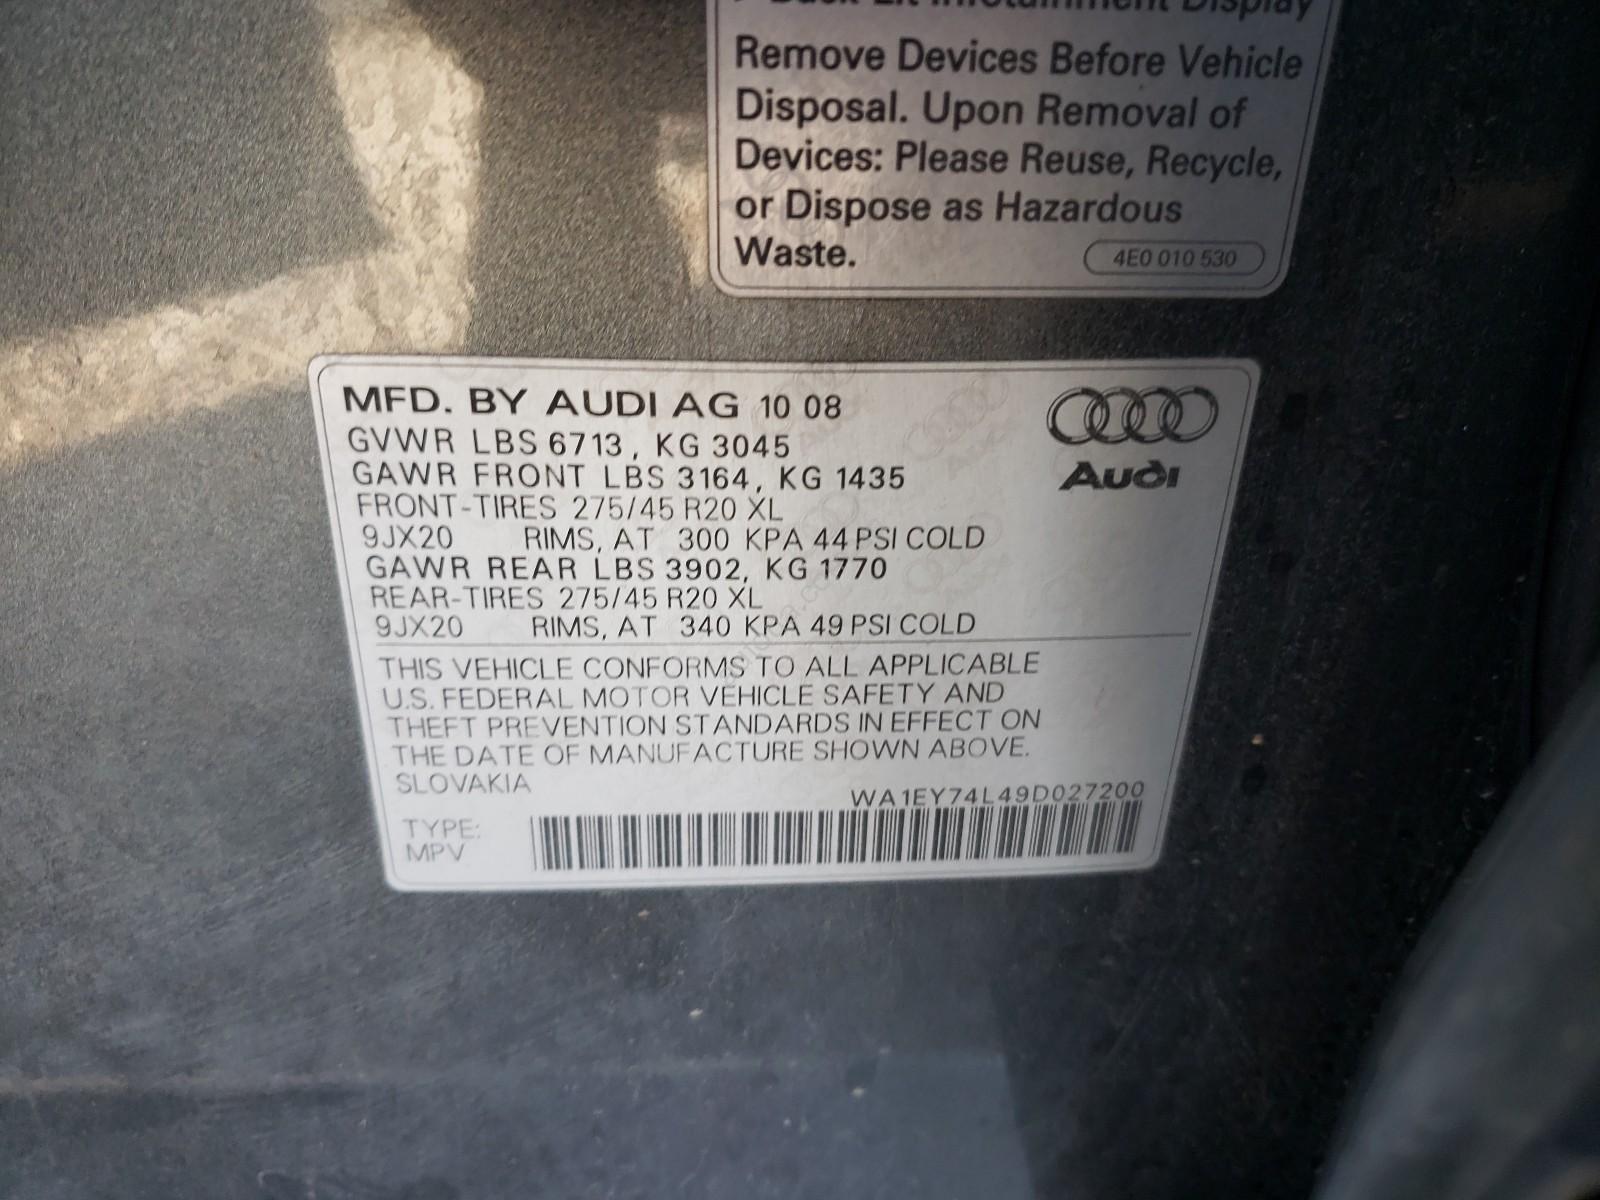 Back-Lit Infotainment Display
Remove Devices Before Vehicle
Disposal. Upon Removal of
Devices: Please Reuse, Recycle,
or Dispose as Hazardous
Waste.
4E0 010 530
MFD. BY AUDI AG 10 08
GVWR LBS 6713, KG 3045
GAWR FRONT LBS 3164, KG 1435
FRONT-TIRES 275/45 R20 XL
9JX20 RIMS, AT 300 KPA 44 PSI COLD
GAWR REAR LBS 3902, KG 1770
REAR-TIRES 275/45 R20 XL
9JX20 RIMS, AT 340 KPA 49 PSI COLD
Audi
THIS VEHICLE CONFORMS TO ALL APPLICABLE
U.S. FEDERAL MOTOR VEHICLE SAFETY AND
THEFT PREVENTION STANDARDS IN EFFECT ON
THE DATE OF MANUFACTURE SHOWN ABOVE.
SLOVAKIA
WA1EY74L49D027200
TYPE:
MPV